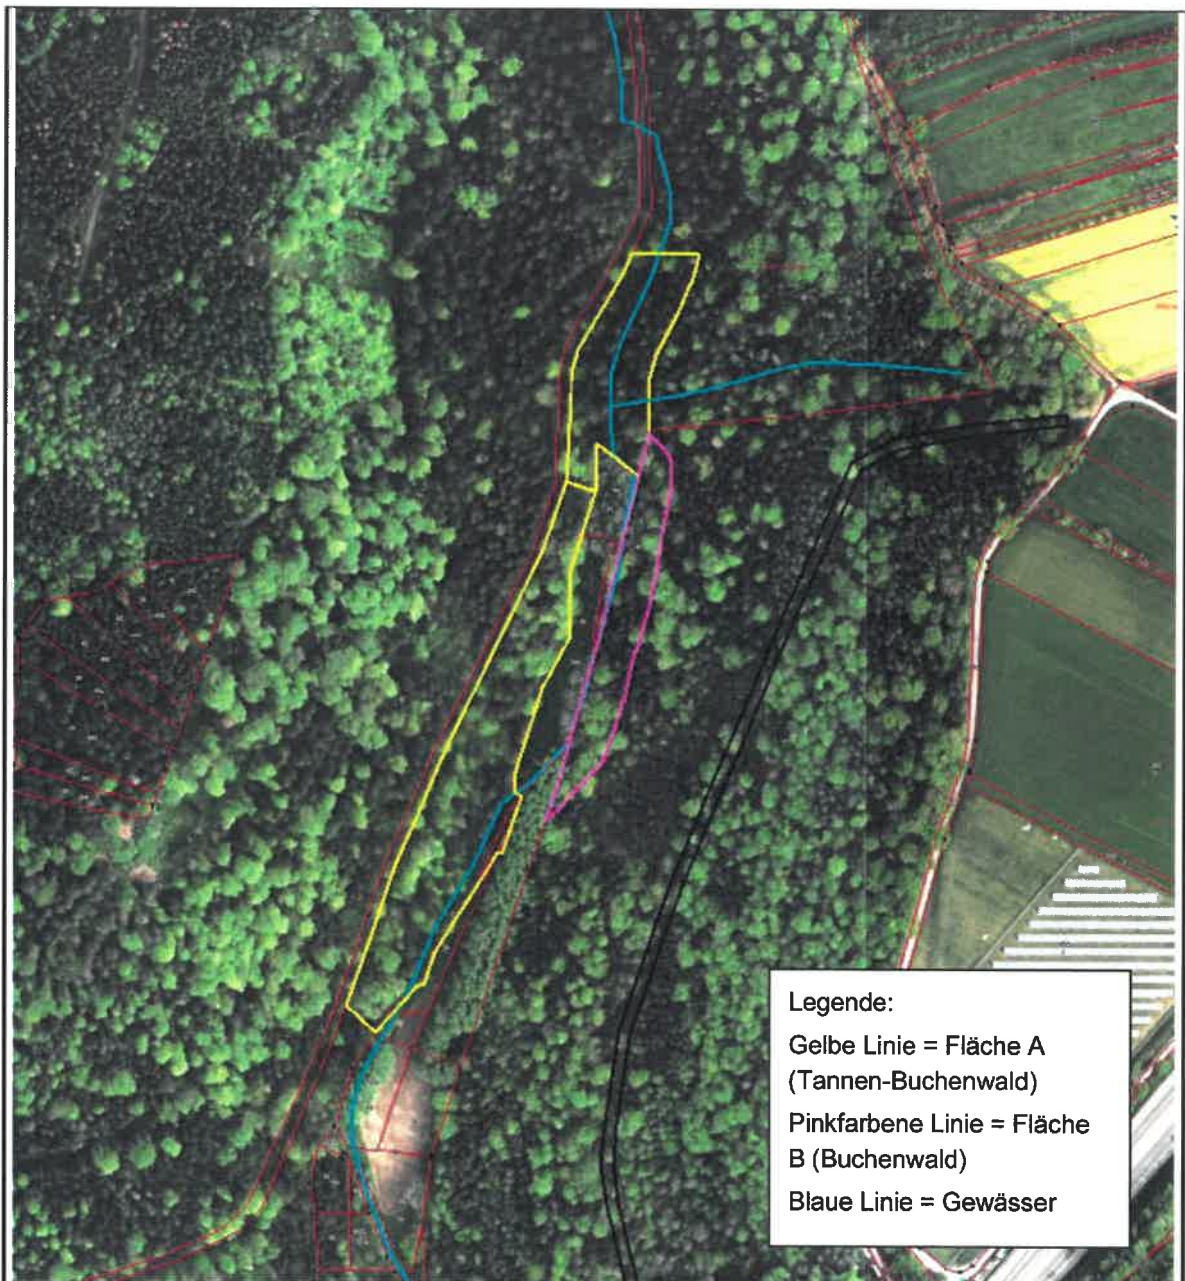 Legende:
Gelbe Linie = Fläche A
(Tannen-Buchenwald)
Pinkfarbene Linie = Fläche
B (Buchenwald)
Blaue Linie = Gewässer